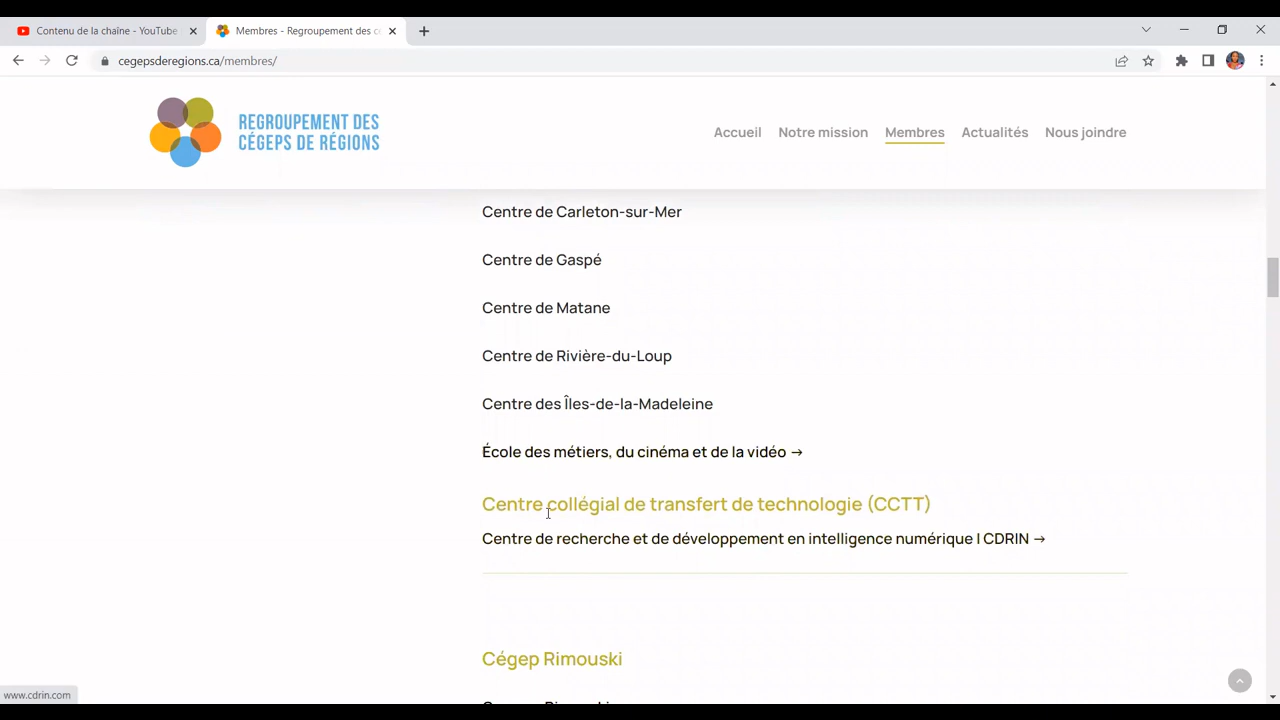 Contenu de la chaîne - YouTube
Membres - Regroupement des c
cegepsderegions.ca/membres/
REGROUPEMENT DES
CÉGEPS DE RÉGIONS
Accueil Notre mission Membres Actualités Nous joindre
Centre de Carleton-sur-Mer
Centre de Gaspé
Centre de Matane
Centre de Rivière-du-Loup
Centre des Îles-de-la-Madeleine
École des métiers, du cinéma et de la vidéo →
Centre collégial de transfert de technologie (CCTT)
Centre de recherche et de développement en intelligence numérique l CDRIN →
Cégep Rimouski
www.cdrin.com